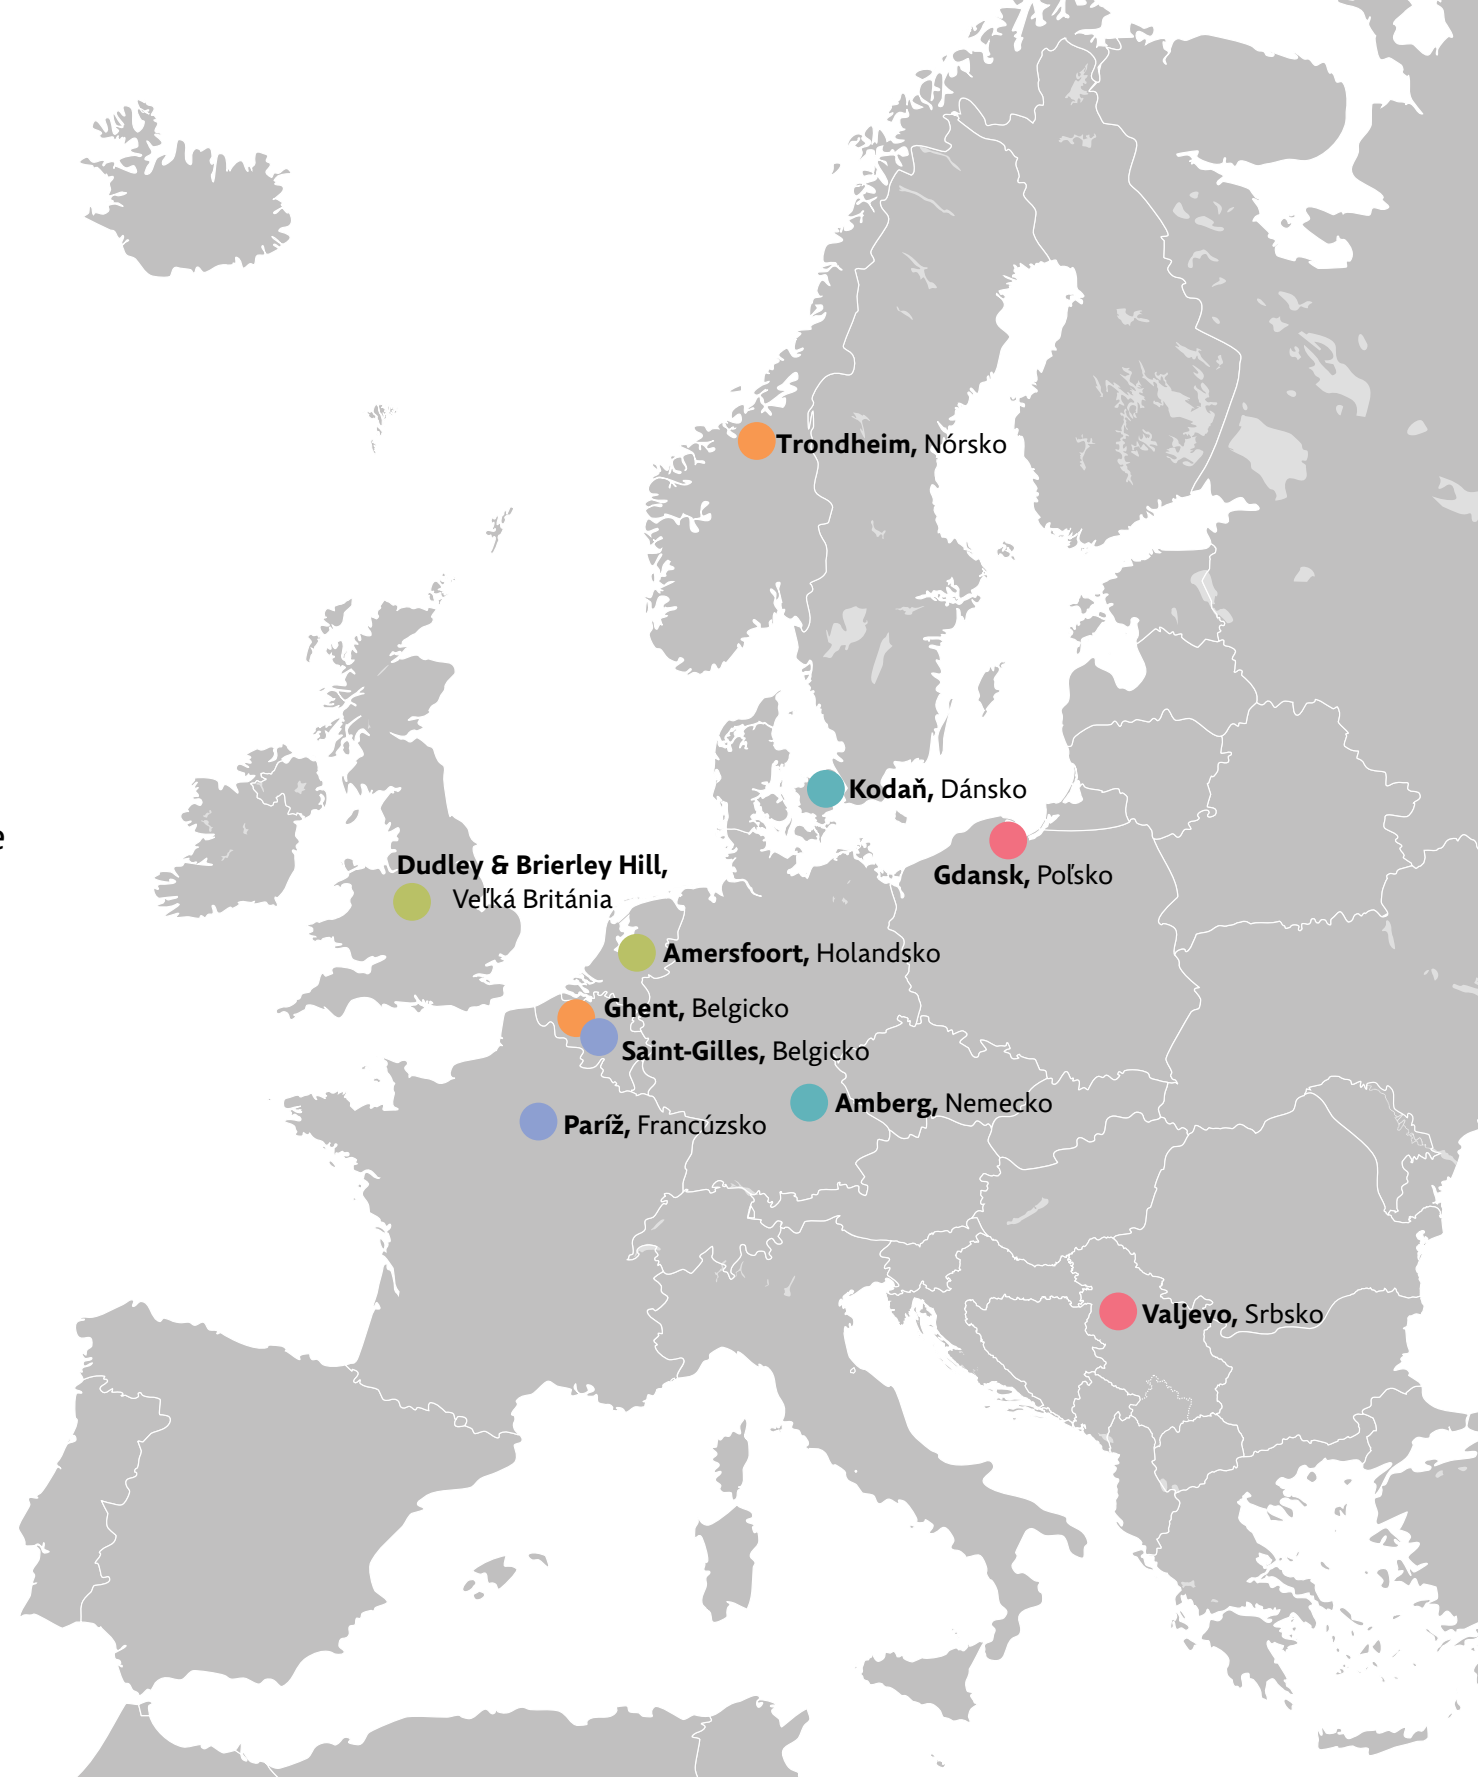 Trondheim, Nórsko
Kodaň, Dánsko
e
Gdansk, Poľsko
Dudley & Brierley Hill,
Veľká Británia
Amersfoort, Holandsko
Ghent, Belgicko
Saint-Gilles, Belgicko
Amberg, Nemecko
Paríž, Francúzsko
Valjevo, Srbsko